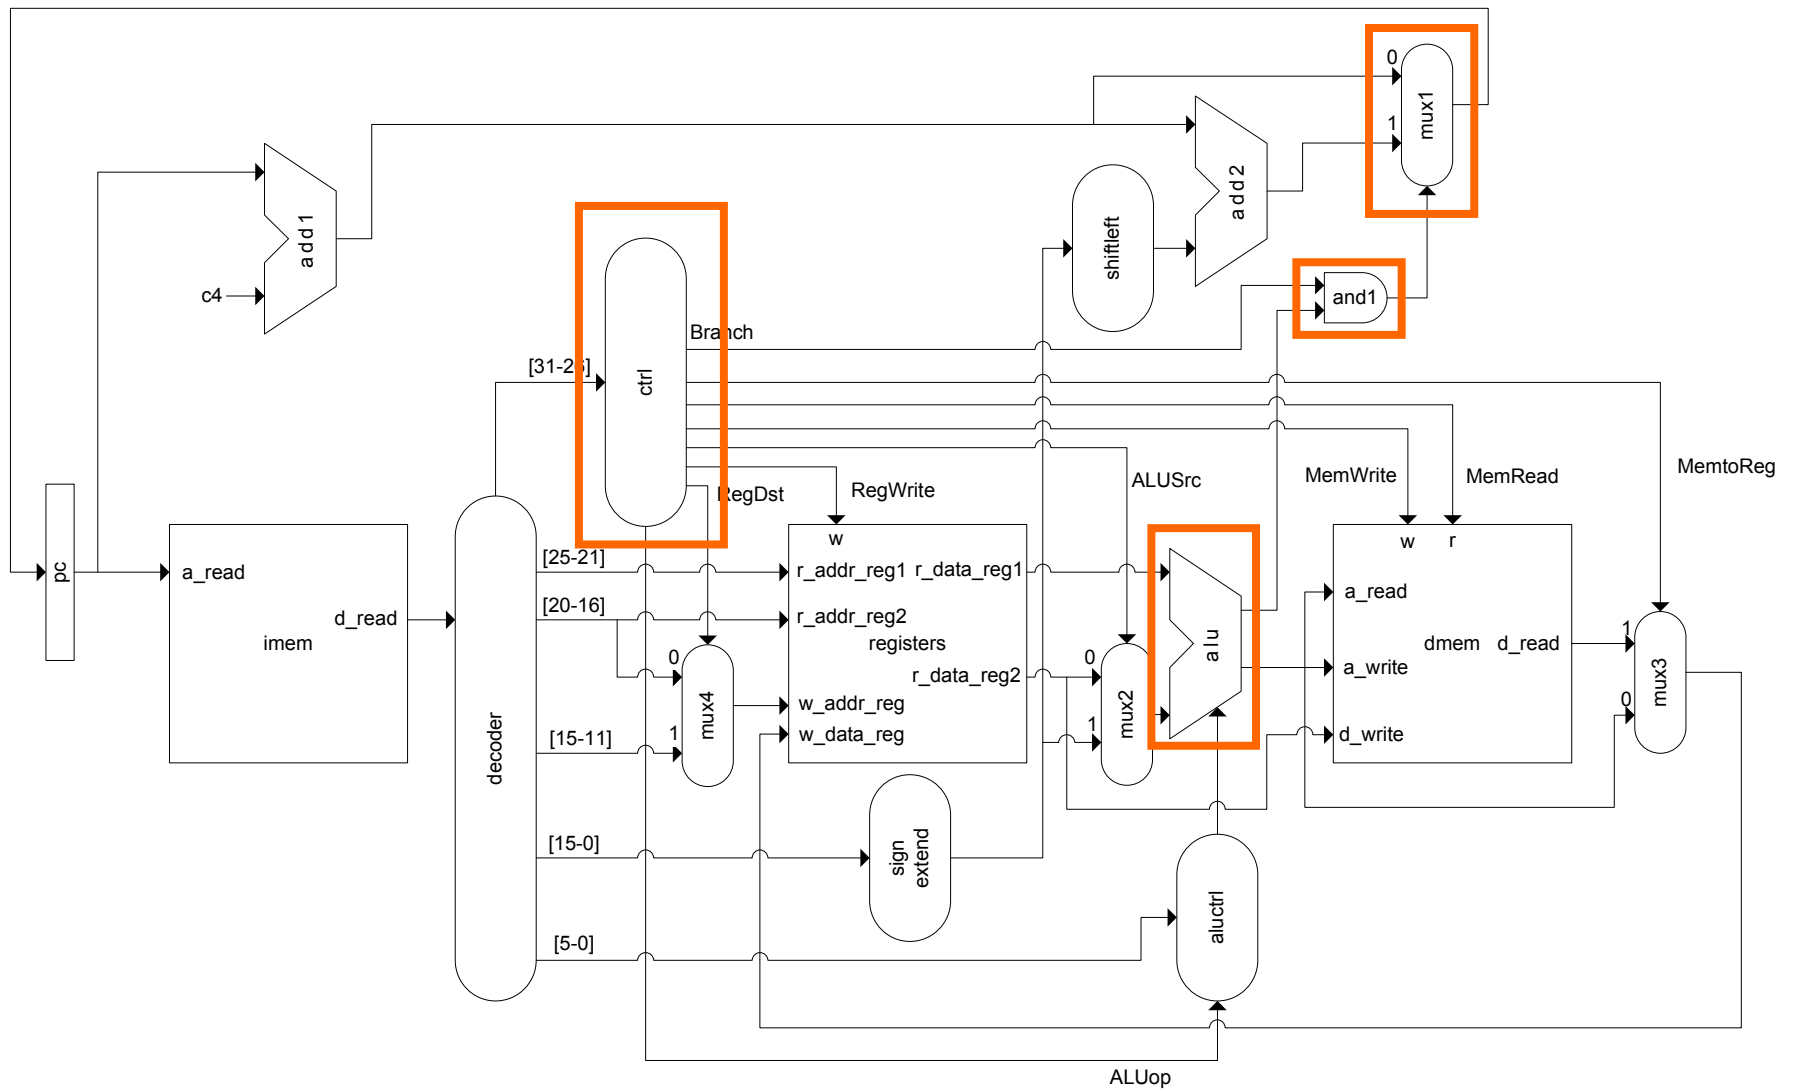 0
mux1
1
add2
add1
shiftleft
c4
and1
Branch
[31-26]
ctrl
MemtoReg
ALUSrc
MemWrite
MemRead
RegDst
RegWrite
w
w
r
[25-21]
pc
a_read
r_addr_reg1
r_data_reg1
a_read
[20-16]
d_read
imem
r_addr_reg2
registers
alu
dmem
d_read
1
0
r_data_reg2
0
a_write
mux3
0
decoder
mux4
w_addr_reg
mux2
[15-11]
1
w_data_reg
1
d_write
[15-0]
sign
extend
aluctrl
[5-0]
ALUop